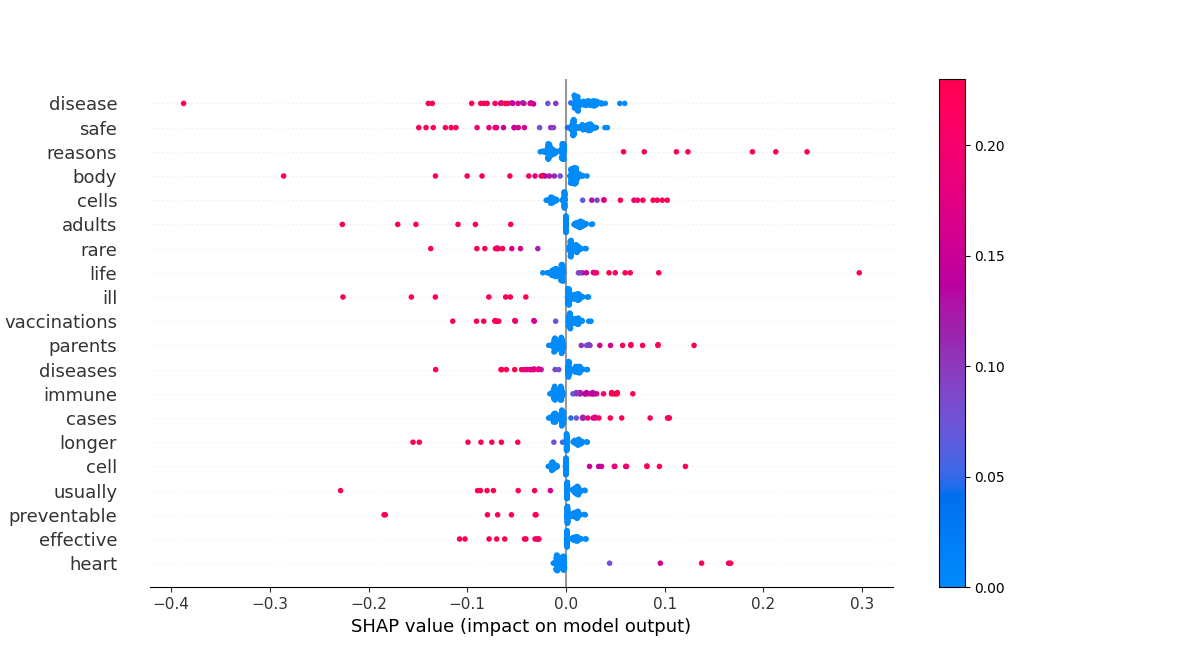 disease
safe
reasons
body
cells
adults
rare
life
ill
vaccinations
parents
diseases
immune
cases
longer
cell
usually
preventable
effective
heart
−0.4 −0.3 −0.2 −0.1 0.0 0.1 0.2 0.3
SHAP value (impact on model output)
0.20
0.15
0.10
0.05
0.00